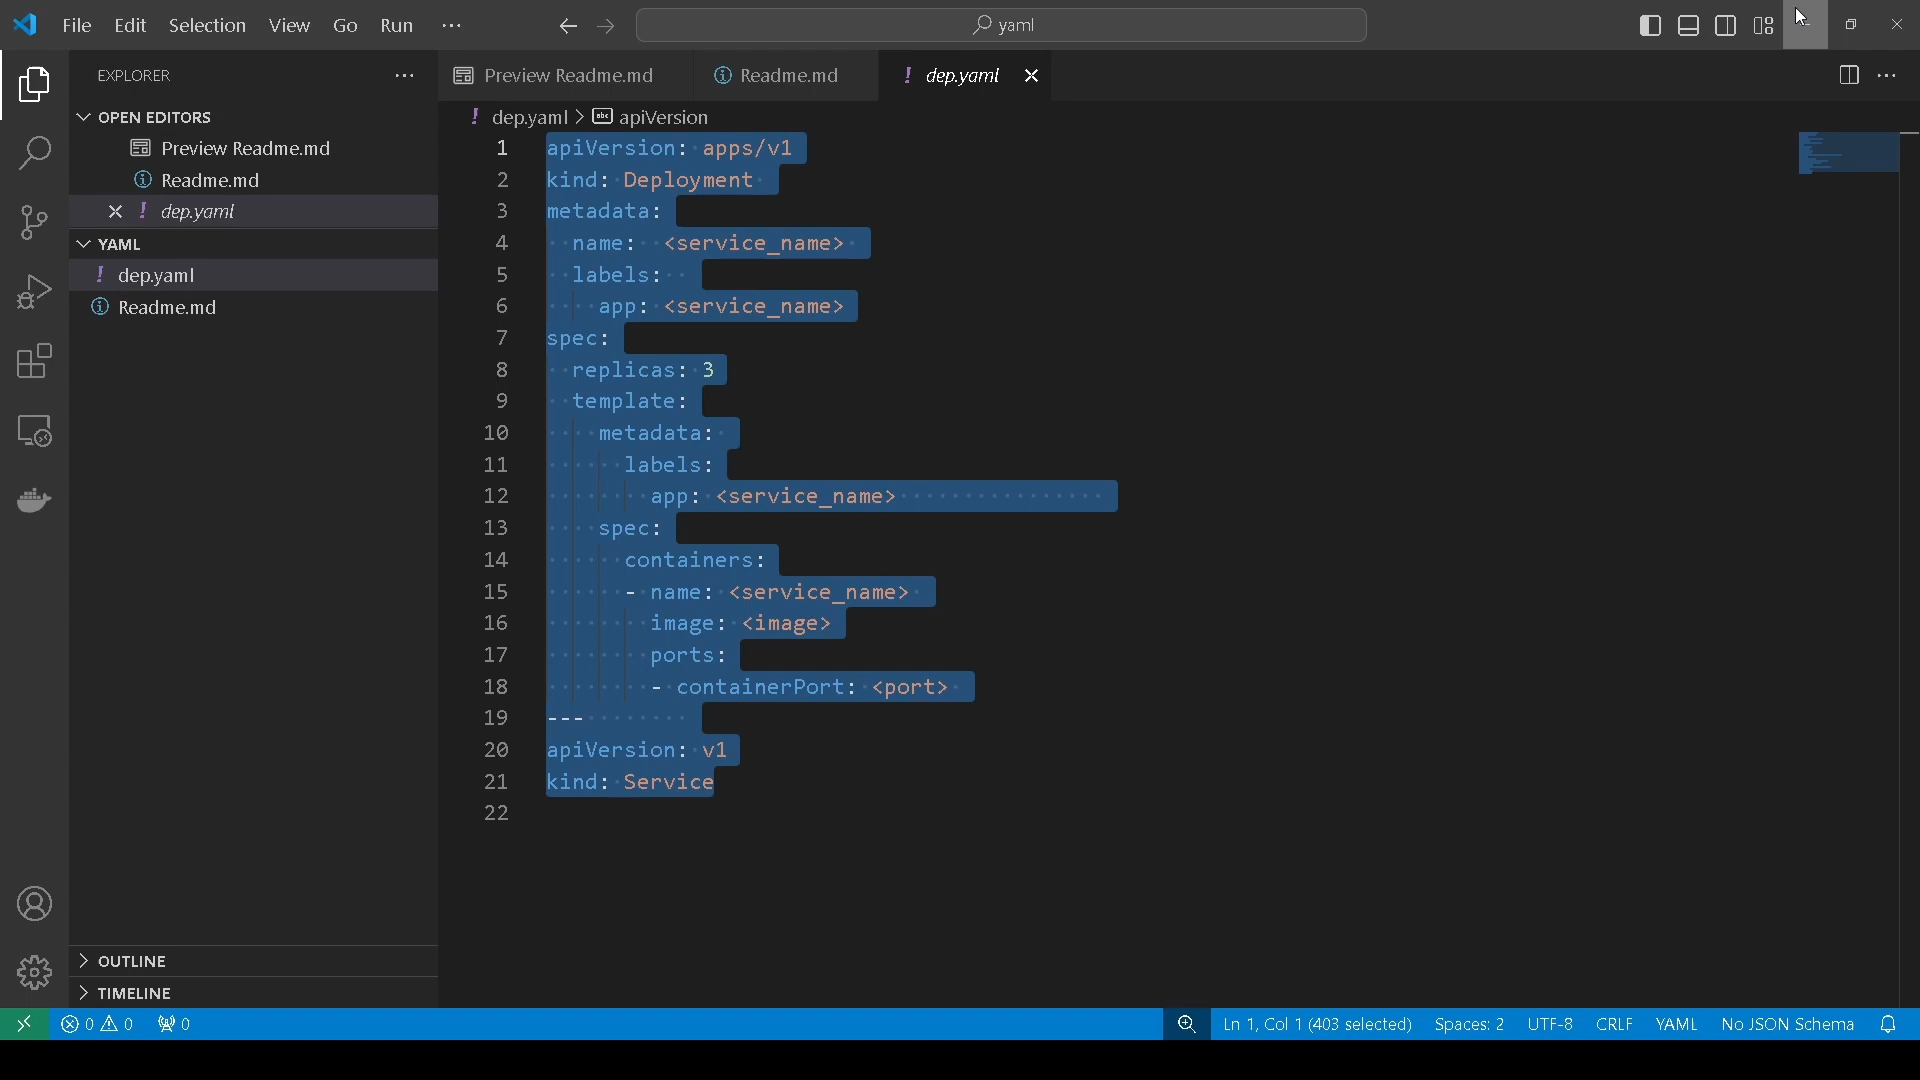 File Edit Selection View Go Run ··· yaml
EXPLORER ···
Preview Readme.md Readme.md ! dep.yaml ···
OPEN EDITORS
Preview Readme.md
Readme.md
! dep.yaml
YAML
! dep.yaml
Readme.md
OUTLINE
TIMELINE
! dep.yaml > abc apiVersion
1 apiVersion: apps/v1
2 kind: Deployment
3 metadata:
4   name:  <service_name>
5   labels:
6     app: <service_name>
7 spec:
8   replicas: 3
9   template:
10     metadata:
11       labels:
12         app: <service_name>
13     spec:
14       containers:
15       - name: <service_name>
16         image: <image>
17         ports:
18         - containerPort: <port>
19 ---
20 apiVersion: v1
21 kind: Service
22
0 0 0 Ln 1, Col 1 (403 selected) Spaces: 2 UTF-8 CRLF YAML No JSON Schema